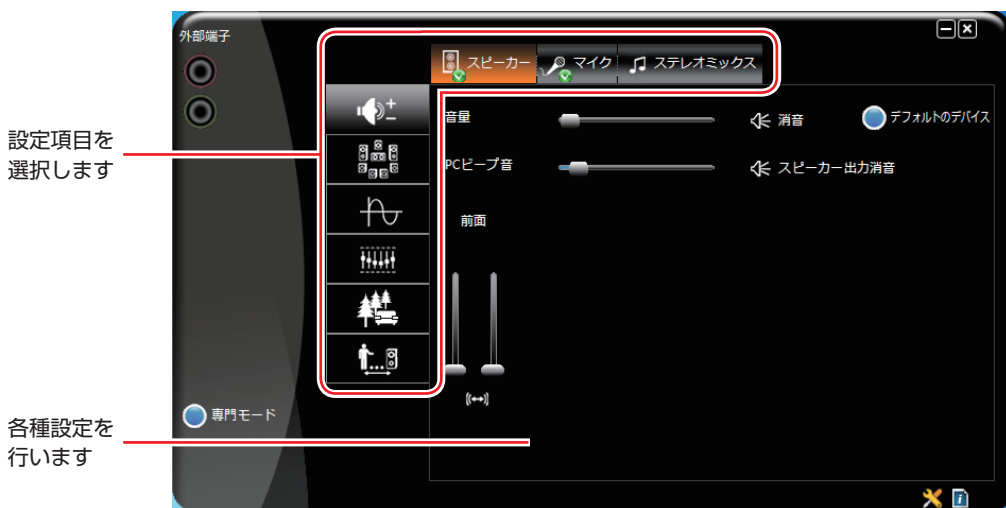 外部端子
スピーカー
マイク
ステレオミックス
設定項目を
選択します
音量
消音
デフォルトのデバイス
PCビープ音
スピーカー出力消音
前面
専門モード
各種設定を
行います